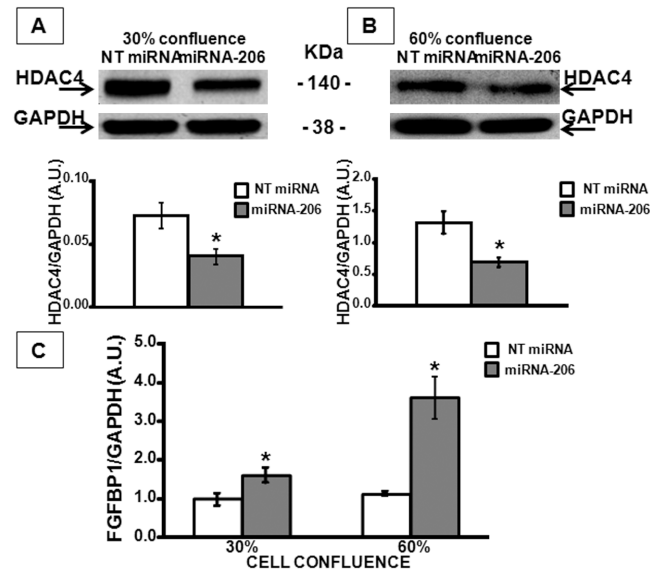 A
30% confluence
NT miRNA miRNA-206
HDAC4
GAPDH
KDa
- 140 -
- 38 -
B
60% confluence
NT miRNA miRNA-206
HDAC4
GAPDH
HDAC4/GAPDH (A.U.)
0.10
0.05
0.00
*
NT miRNA
miRNA-206
HDAC4/GAPDH (A.U.)
2.0
1.5
1.0
0.5
0.0
*
NT miRNA
miRNA-206
C
FGFBP1/GAPDH (A.U.)
5.0
4.0
3.0
2.0
1.0
0.0
*
*
NT miRNA
miRNA-206
30%
60%
CELL CONFLUENCE